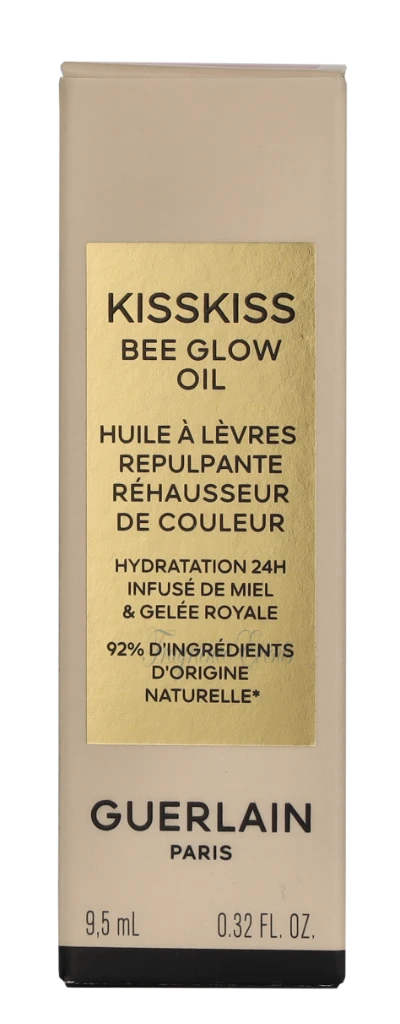 KISSKISS
BEE GLOW
OIL
HUILE À LÈVRES
REPULPANTE
RÉHAUSSEUR
DE COULEUR
HYDRATATION 24H
INFUSÉ DE MIEL
& GELÉE ROYALE
92% D'INGRÉDIENTS
D'ORIGINE
NATURELLE*
GUERLAIN
PARIS
9,5 mL 0.32 FL. OZ.